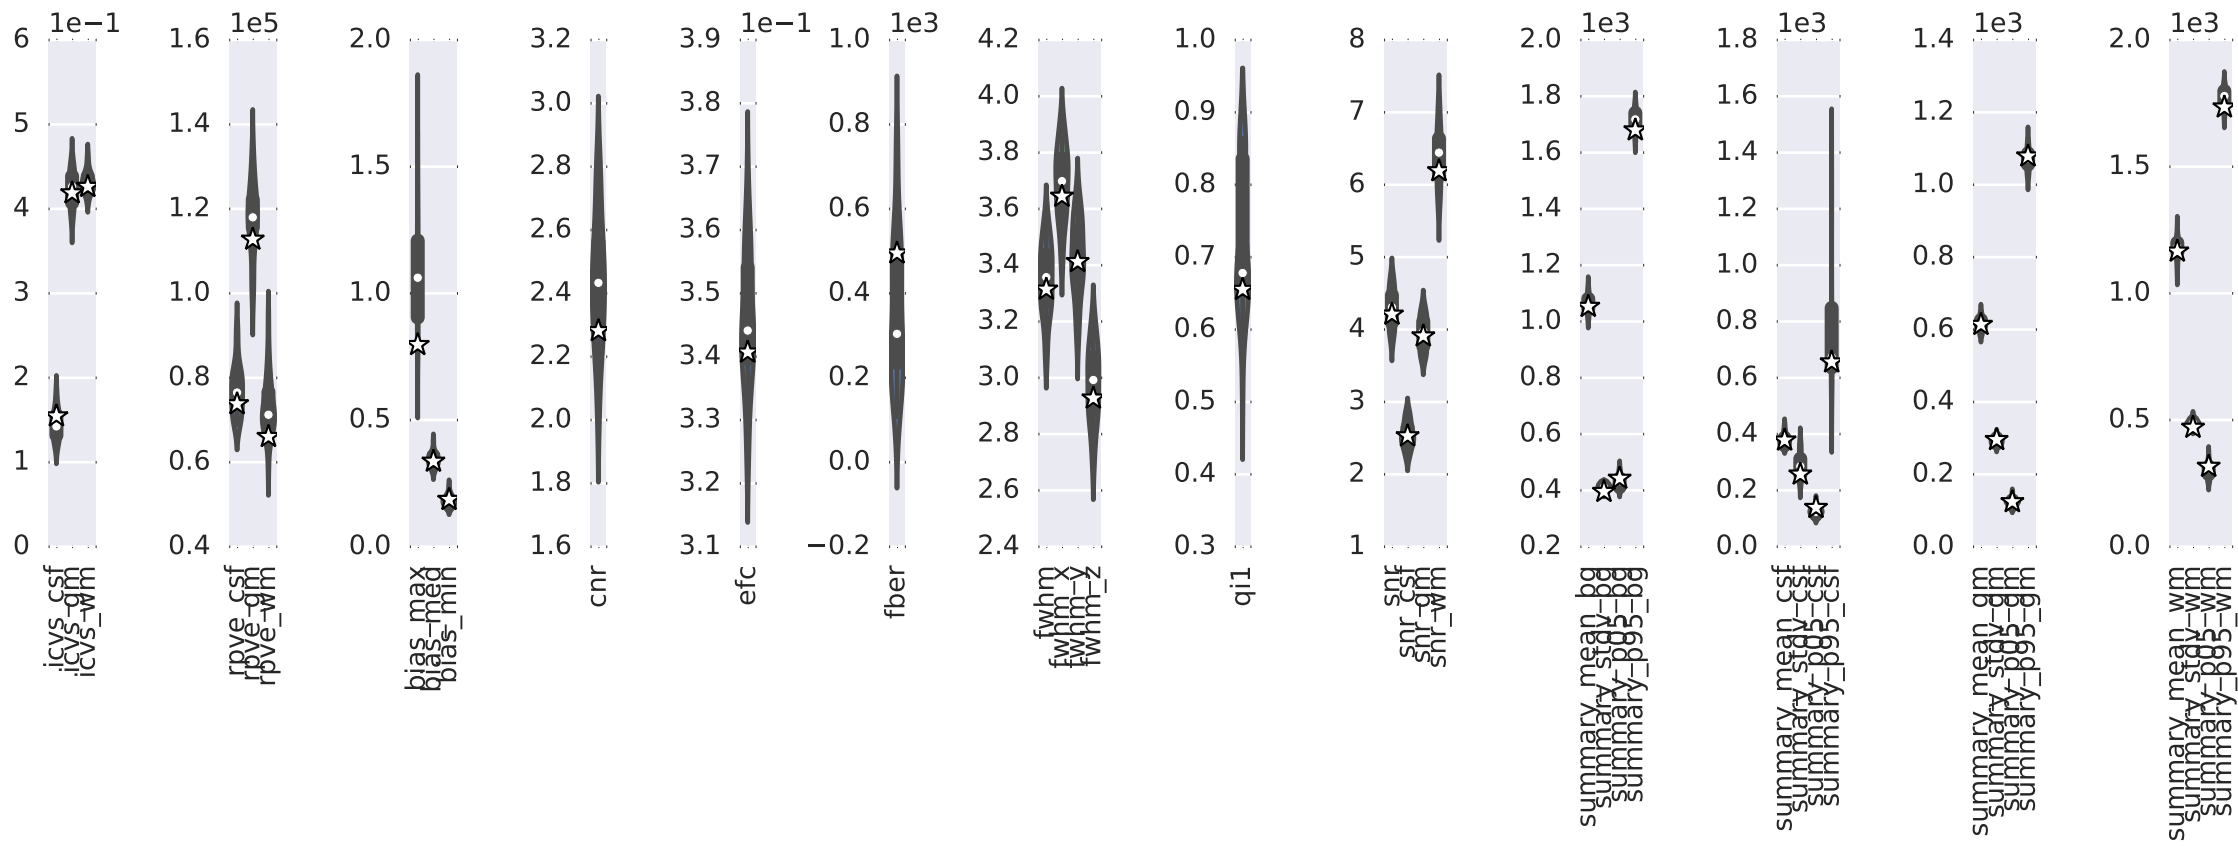 1e−1
6
5
4
3
2
1
0
icvs_csf
icvs_gm
icvs_wm
1e5
1.6
1.4
1.2
1.0
0.8
0.6
0.4
rpve_csf
rpve_gm
rpve_wm
2.0
1.5
1.0
0.5
0.0
bias_max
bias_med
bias_min
3.2
3.0
2.8
2.6
2.4
2.2
2.0
1.8
1.6
cnr
1e−1
3.9
3.8
3.7
3.6
3.5
3.4
3.3
3.2
3.1
efc
1e3
1.0
0.8
0.6
0.4
0.2
0.0
−0.2
fber
4.2
4.0
3.8
3.6
3.4
3.2
3.0
2.8
2.6
2.4
fwhm
fwhm_x
fwhm_y
fwhm_z
1.0
0.9
0.8
0.7
0.6
0.5
0.4
0.3
qi1
8
7
6
5
4
3
2
1
snr
snr_csf
snr_gm
snr_wm
1e3
2.0
1.8
1.6
1.4
1.2
1.0
0.8
0.6
0.4
0.2
summary_mean_bg
summary_stdv_bg
summary_p05_bg
summary_p95_bg
1e3
1.8
1.6
1.4
1.2
1.0
0.8
0.6
0.4
0.2
0.0
summary_mean_csf
summary_stdv_csf
summary_p05_csf
summary_p95_csf
1e3
1.4
1.2
1.0
0.8
0.6
0.4
0.2
0.0
summary_mean_gm
summary_stdv_gm
summary_p05_gm
summary_p95_gm
1e3
2.0
1.5
1.0
0.5
0.0
summary_mean_wm
summary_stdv_wm
summary_p05_wm
summary_p95_wm